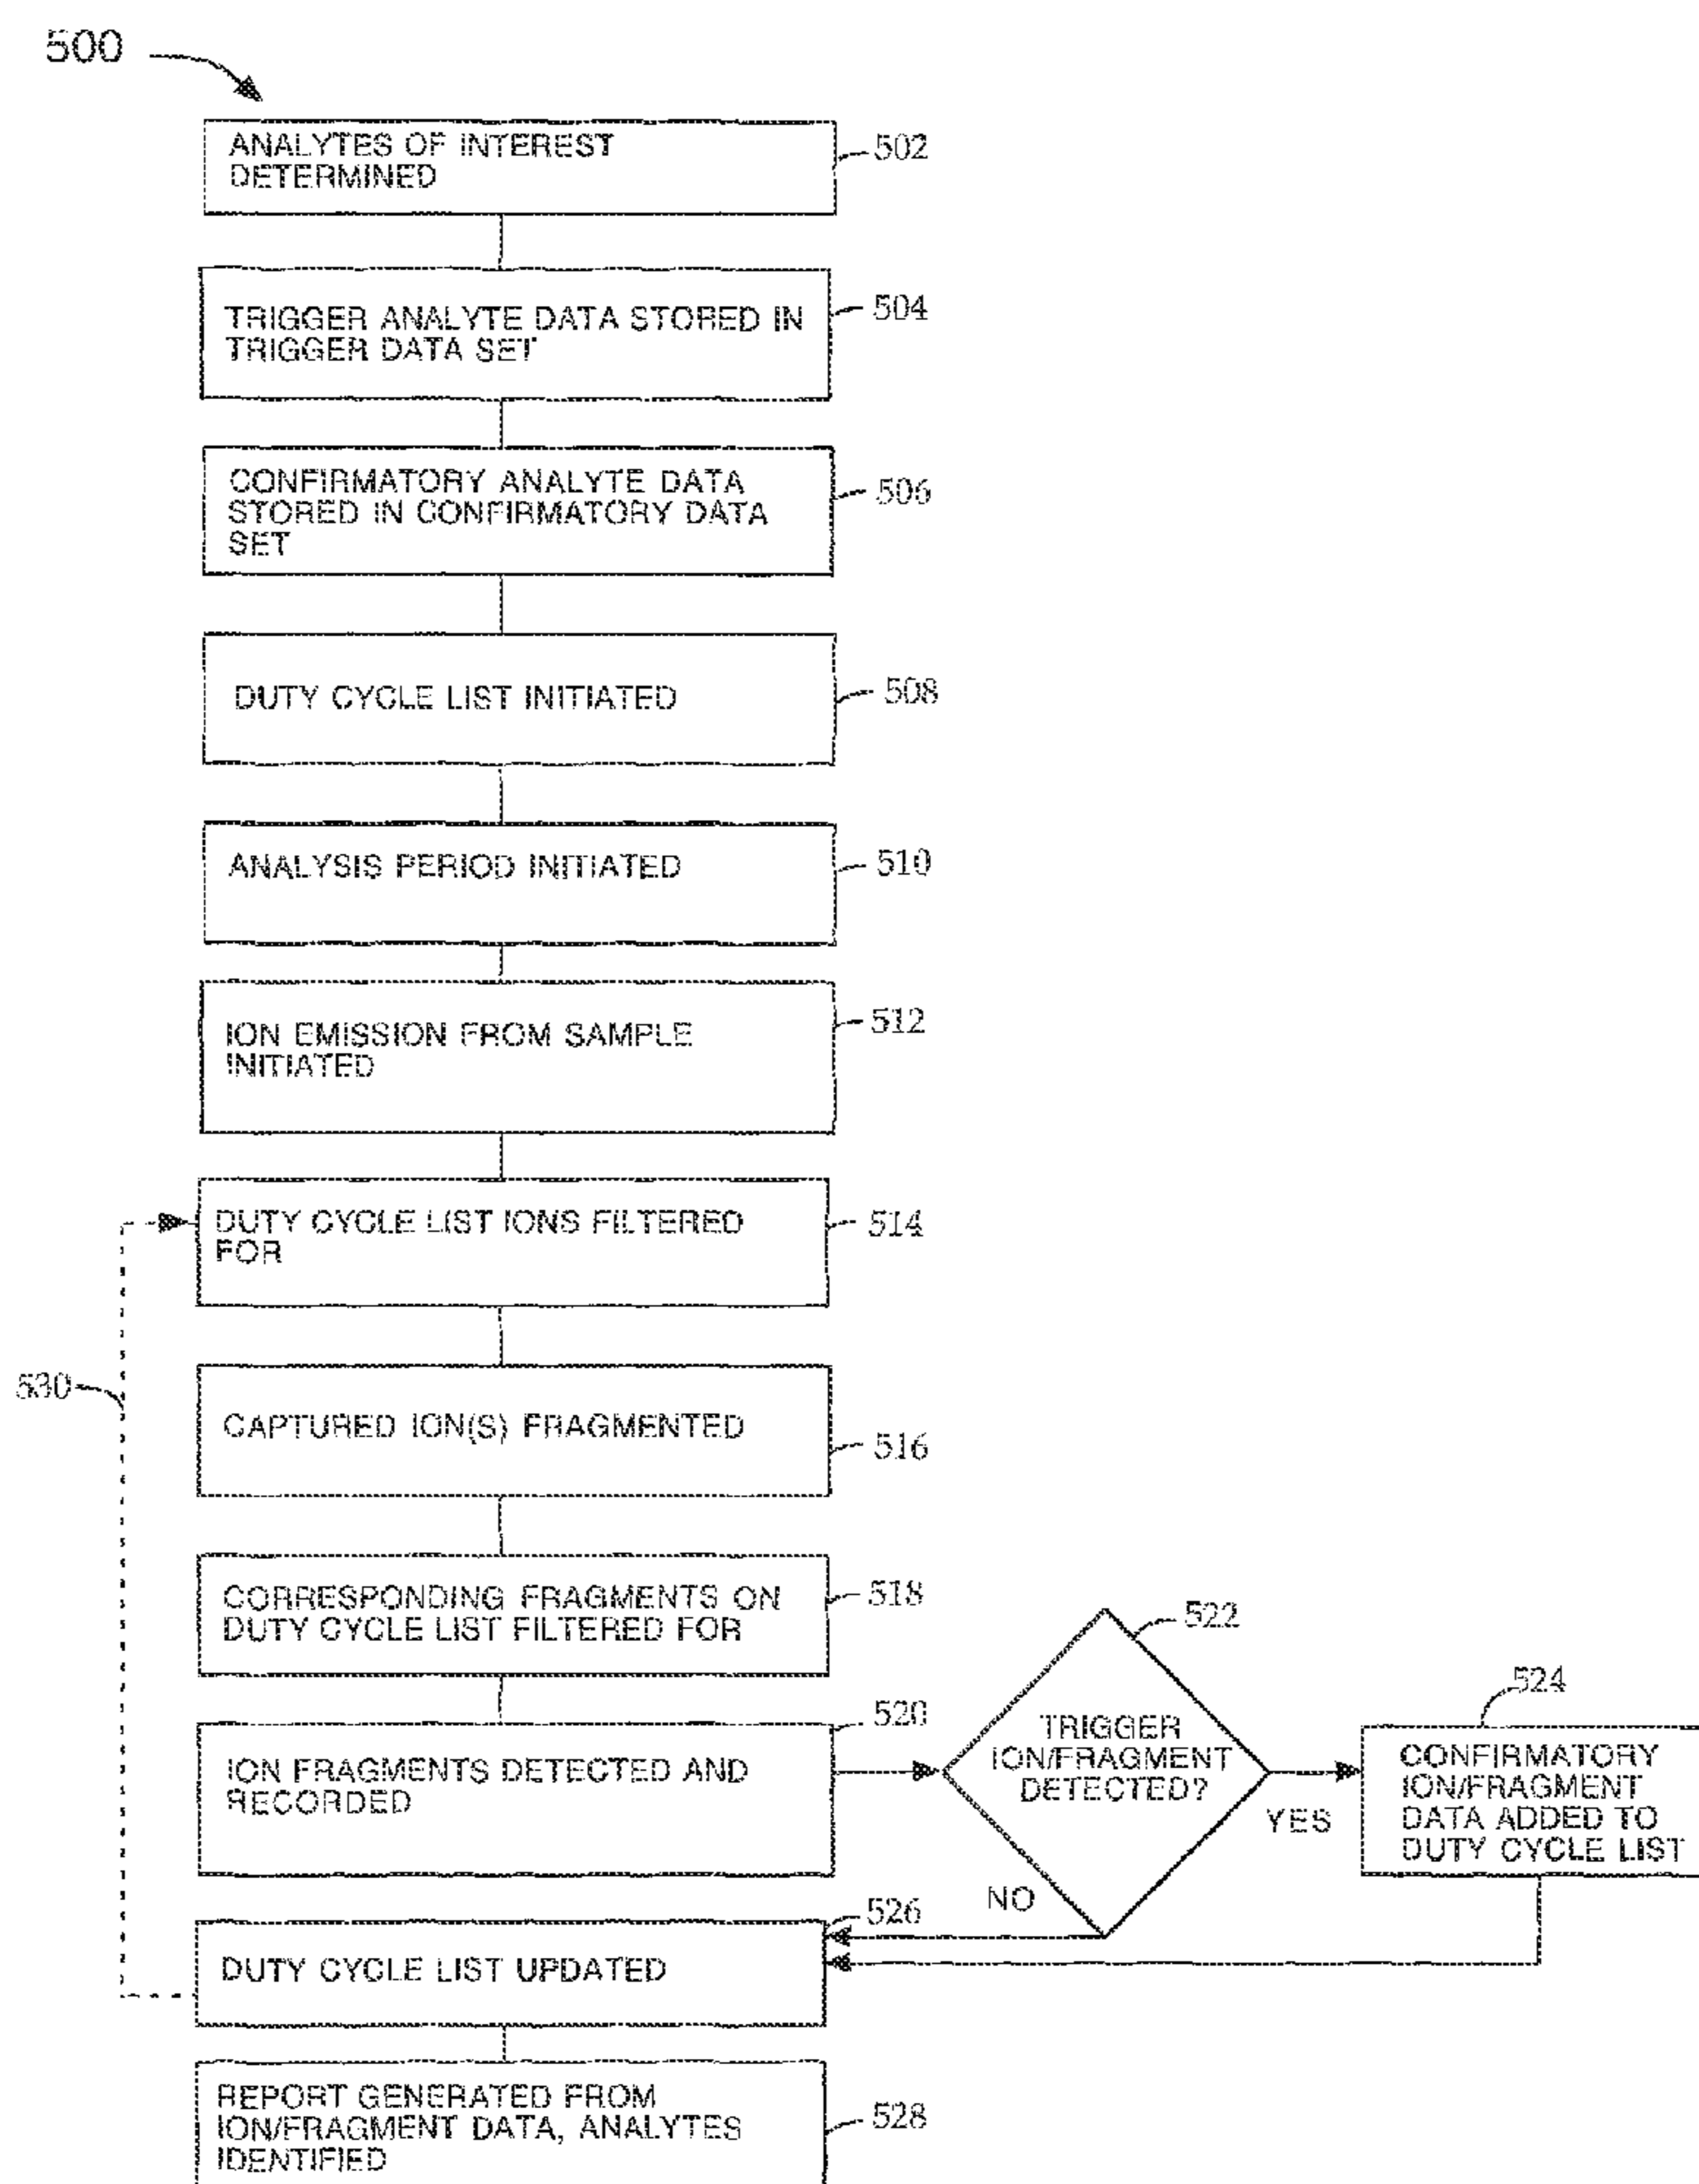 500
ANALYTES OF INTEREST
DETERMINED
502
TRIGGER ANALYTE DATA STORED IN
TRIGGER DATA SET
504
CONFIRMATORY ANALYTE DATA
STORED IN CONFIRMATORY DATA
SET
506
DUTY CYCLE LIST INITIATED
508
ANALYSIS PERIOD INITIATED
510
ION EMISSION FROM SAMPLE
INITIATED
512
DUTY CYCLE LIST IONS FILTERED
FOR
514
530
CAPTURED ION(S) FRAGMENTED
516
CORRESPONDING FRAGMENTS ON
DUTY CYCLE LIST FILTERED FOR
518
ION FRAGMENTS DETECTED AND
RECORDED
520
TRIGGER
ION/FRAGMENT
DETECTED?
522
YES
NO
CONFIRMATORY
ION/FRAGMENT
DATA ADDED TO
DUTY CYCLE LIST
524
DUTY CYCLE LIST UPDATED
526
REPORT GENERATED FROM
ION/FRAGMENT DATA, ANALYTES
IDENTIFIED
528